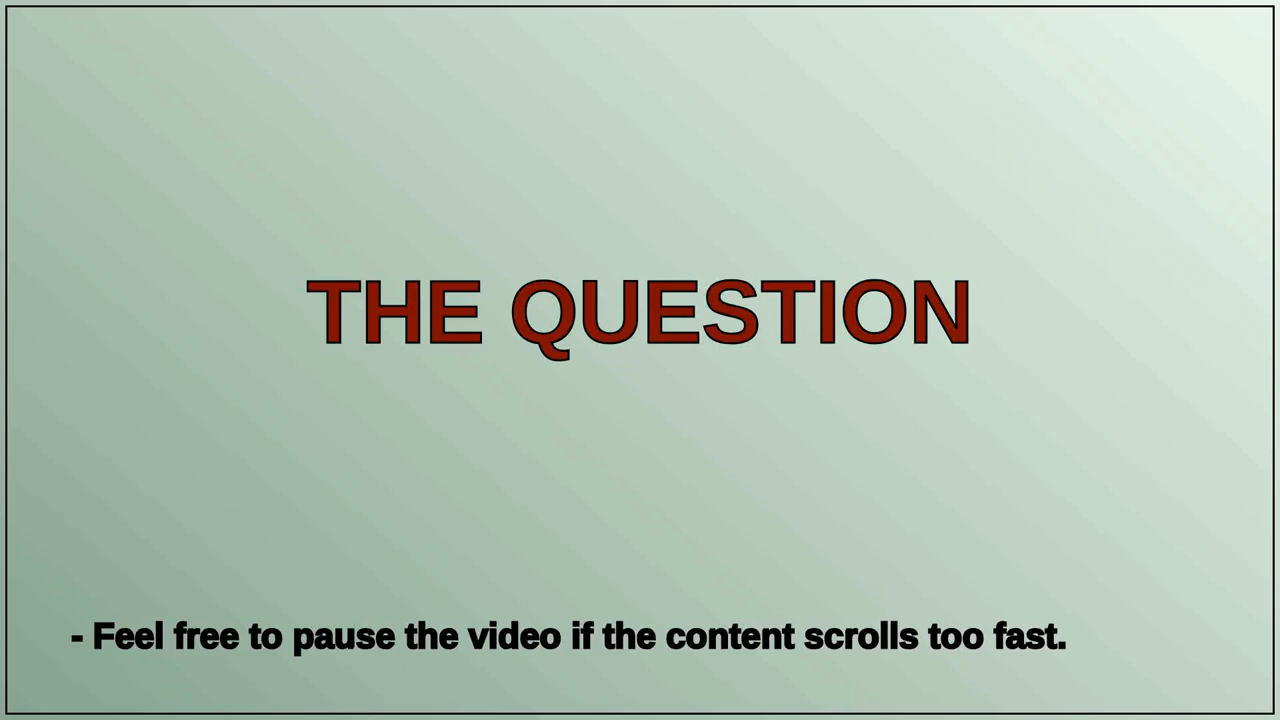 THE QUESTION
- Feel free to pause the video if the content scrolls too fast.